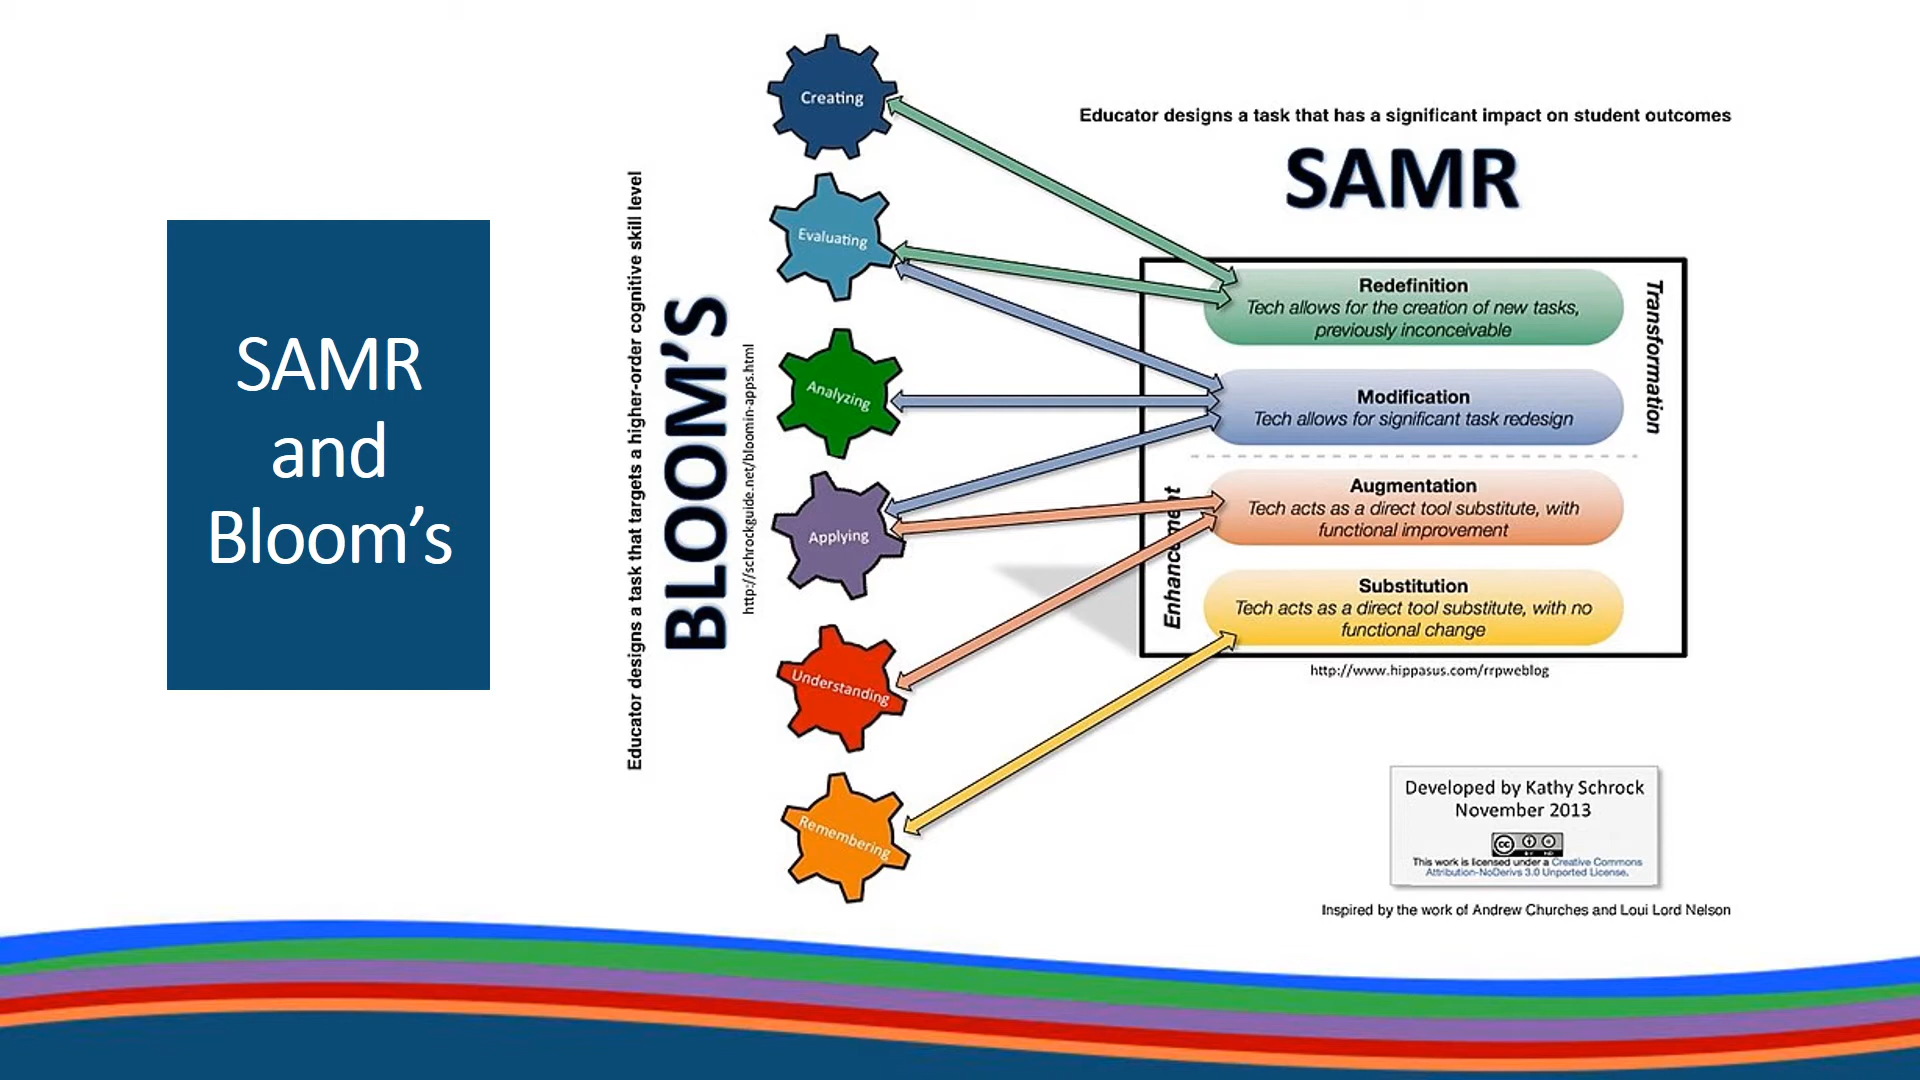 SAMR
and
Bloom's
Educator designs a task that targets a higher-order cognitive skill level
BLOOM'S
http://schrockguide.net/bloomin-apps.html
Creating
Evaluating
Analyzing
Applying
Understanding
Remembering
Educator designs a task that has a significant impact on student outcomes
SAMR
Redefinition
Tech allows for the creation of new tasks,
previously inconceivable
Modification
Tech allows for significant task redesign
Transformation
Augmentation
Tech acts as a direct tool substitute, with
functional improvement
Substitution
Tech acts as a direct tool substitute, with no
functional change
Enhancement
http://www.hippasus.com/rrpweblog
Developed by Kathy Schrock
November 2013
cc
BY ND
This work is licensed under a Creative Commons
Attribution-NoDerivs 3.0 Unported License.
Inspired by the work of Andrew Churches and Loui Lord Nelson